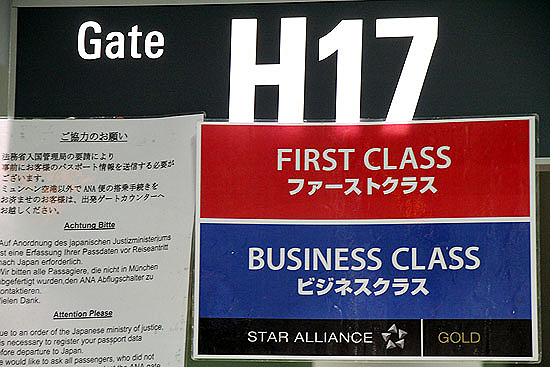 Gate H17
ご協力のお願い
法務省入国管理局の要請により
事前にお客様のパスポート情報を送信する必要が
ございます。
ミュンヘン空港以外でANA便の搭乗手続きを
お済ませのお客様は、出発ゲートカウンターへ
お越しください。
Achtung Bitte
Auf Anordnung des japanischen Justizministeriums
ist eine Erfassung Ihrer Passdaten vor Reiseantritt
nach Japan erforderlich.
Wir bitten alle Passagiere, die nicht in München
abgefertigt wurden,den ANA Abflugschalter zu
kontaktieren.
Vielen Dank.
Attention Please
Due to an order of the Japanese ministry of justice,
is necessary to register your passport data
before departure to Japan.
We would like to ask all passengers, who did not
FIRST CLASS
ファーストクラス
BUSINESS CLASS
ビジネスクラス
STAR ALLIANCE GOLD